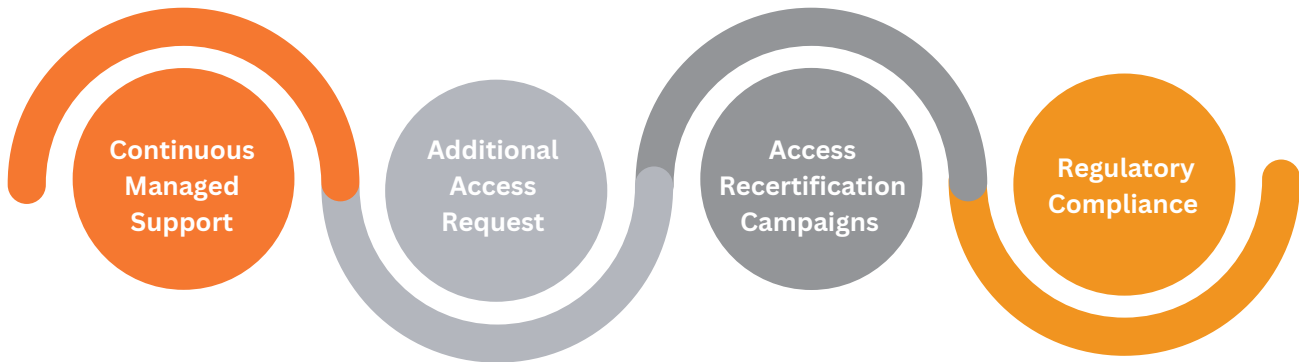 Continuous
Managed
Support
Additional
Access
Request
Access
Recertification
Campaigns
Regulatory
Compliance